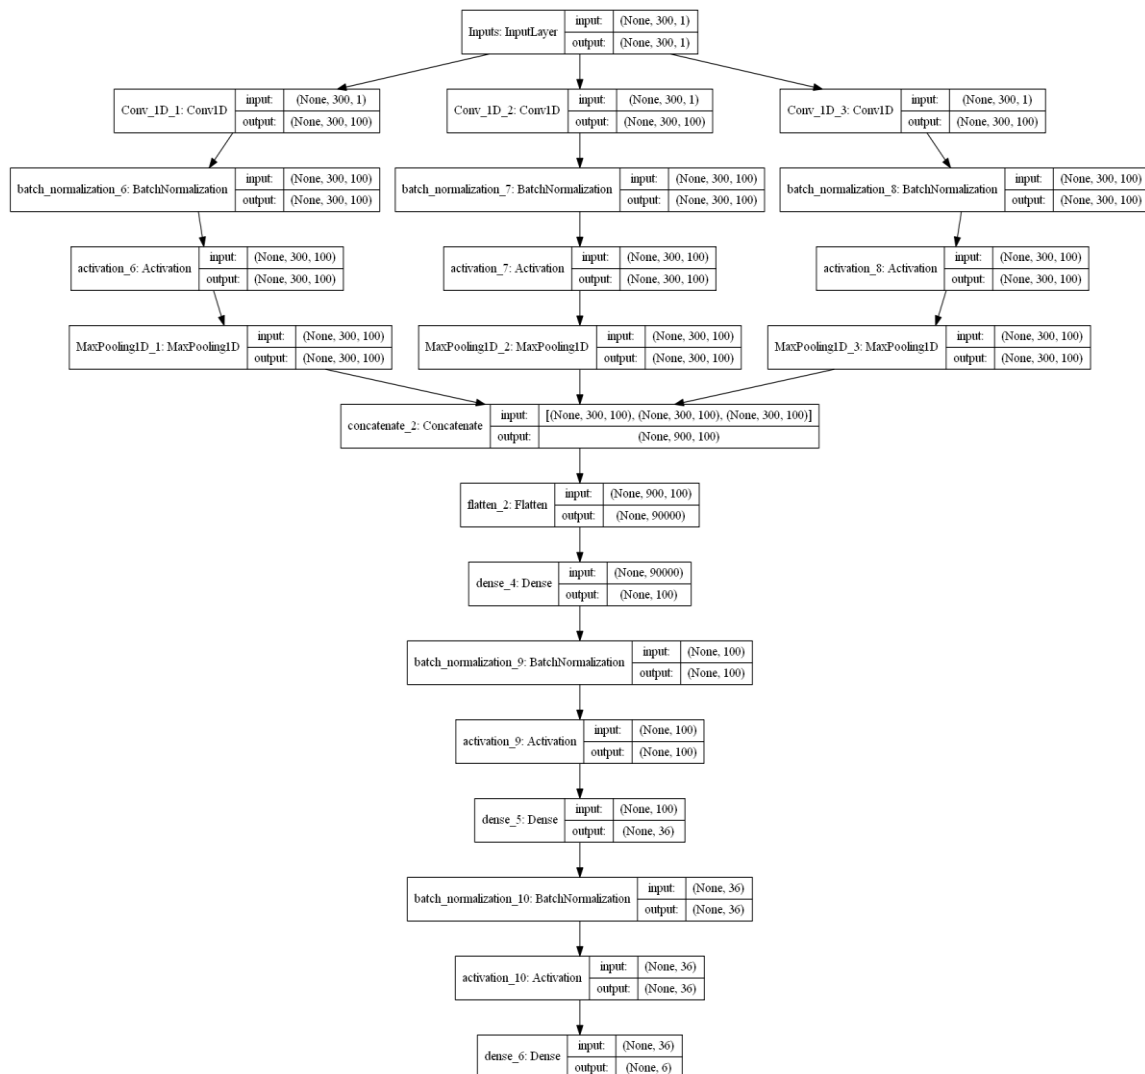 Inputs: InputLayer input: (None, 300, 1)
output: (None, 300, 1)
Conv_1D_1: Conv1D input: (None, 300, 1)
output: (None, 300, 100)
Conv_1D_2: Conv1D input: (None, 300, 1)
output: (None, 300, 100)
Conv_1D_3: Conv1D input: (None, 300, 1)
output: (None, 300, 100)
batch_normalization_6: BatchNormalization input: (None, 300, 100)
output: (None, 300, 100)
batch_normalization_7: BatchNormalization input: (None, 300, 100)
output: (None, 300, 100)
batch_normalization_8: BatchNormalization input: (None, 300, 100)
output: (None, 300, 100)
activation_6: Activation input: (None, 300, 100)
output: (None, 300, 100)
activation_7: Activation input: (None, 300, 100)
output: (None, 300, 100)
activation_8: Activation input: (None, 300, 100)
output: (None, 300, 100)
MaxPooling1D_1: MaxPooling1D input: (None, 300, 100)
output: (None, 300, 100)
MaxPooling1D_2: MaxPooling1D input: (None, 300, 100)
output: (None, 300, 100)
MaxPooling1D_3: MaxPooling1D input: (None, 300, 100)
output: (None, 300, 100)
concatenate_2: Concatenate input: [(None, 300, 100), (None, 300, 100), (None, 300, 100)]
output: (None, 900, 100)
flatten_2: Flatten input: (None, 900, 100)
output: (None, 90000)
dense_4: Dense input: (None, 90000)
output: (None, 100)
batch_normalization_9: BatchNormalization input: (None, 100)
output: (None, 100)
activation_9: Activation input: (None, 100)
output: (None, 100)
dense_5: Dense input: (None, 100)
output: (None, 36)
batch_normalization_10: BatchNormalization input: (None, 36)
output: (None, 36)
activation_10: Activation input: (None, 36)
output: (None, 36)
dense_6: Dense input: (None, 36)
output: (None, 6)